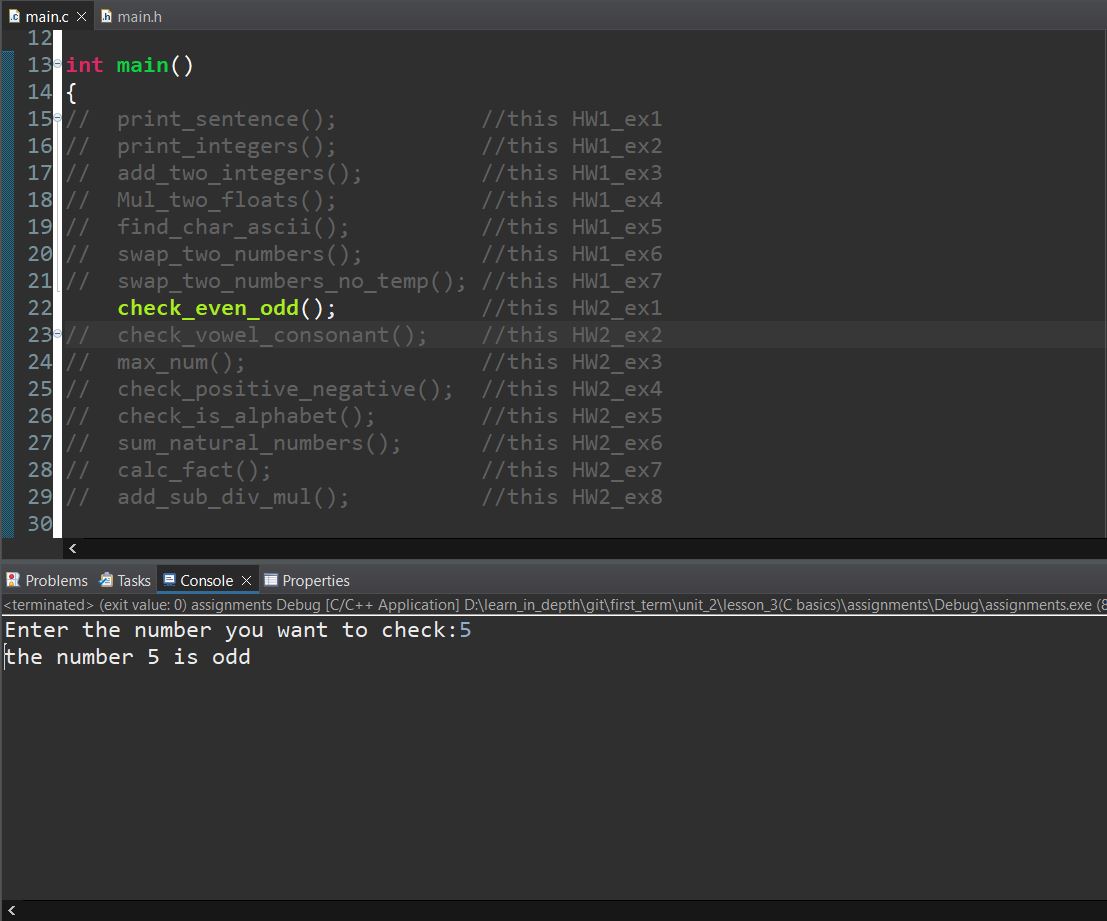 main.c main.h
12
13 int main()
14 {
15 //  print_sentence();           //this HW1_ex1
16 //  print_integers();           //this HW1_ex2
17 //  add_two_integers();         //this HW1_ex3
18 //  Mul_two_floats();           //this HW1_ex4
19 //  find_char_ascii();          //this HW1_ex5
20 //  swap_two_numbers();         //this HW1_ex6
21 //  swap_two_numbers_no_temp(); //this HW1_ex7
22     check_even_odd();           //this HW2_ex1
23 //  check_vowel_consonant();    //this HW2_ex2
24 //  max_num();                  //this HW2_ex3
25 //  check_positive_negative();  //this HW2_ex4
26 //  check_is_alphabet();        //this HW2_ex5
27 //  sum_natural_numbers();      //this HW2_ex6
28 //  calc_fact();                //this HW2_ex7
29 //  add_sub_div_mul();          //this HW2_ex8
30
Problems Tasks Console Properties
<terminated> (exit value: 0) assignments Debug [C/C++ Application] D:\learn_in_depth\git\first_term\unit_2\lesson_3(C basics)\assignments\Debug\assignments.exe (8
Enter the number you want to check:5
the number 5 is odd